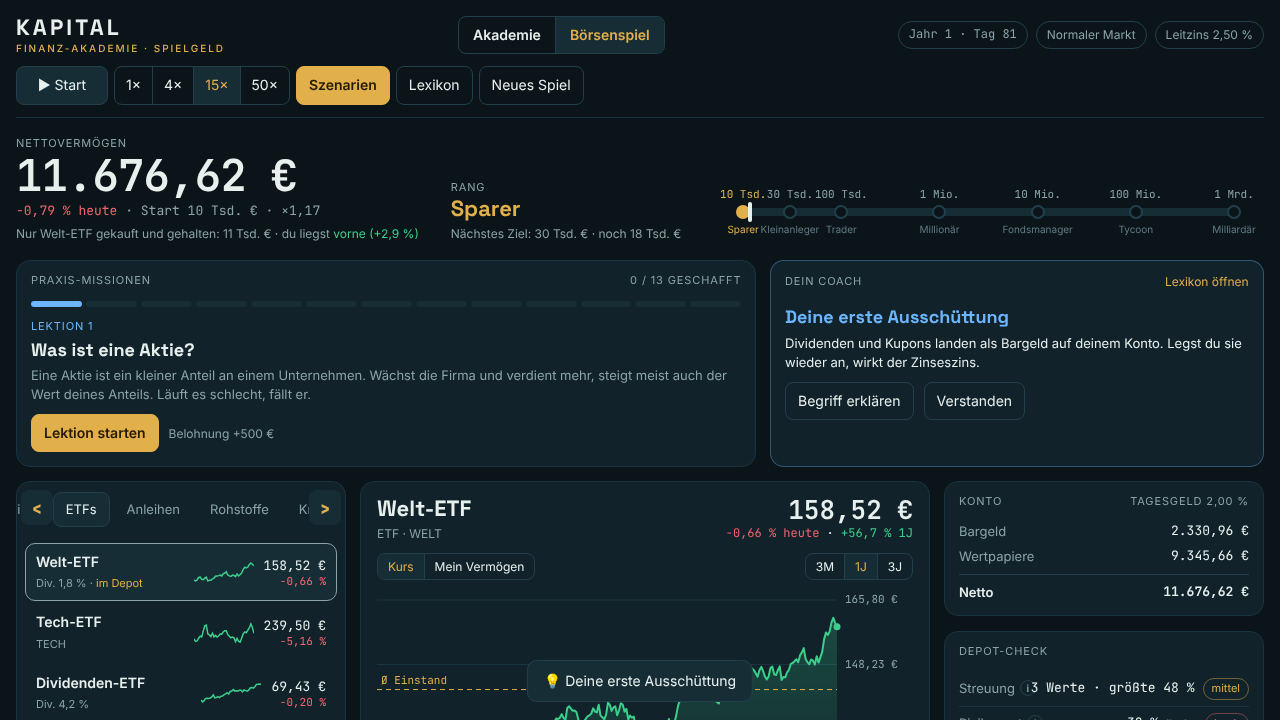 KAPITAL
FINANZ-AKADEMIE · SPIELGELD
Akademie Börsenspiel
Jahr 1 · Tag 81 Normaler Markt Leitzins 2,50 %
▶ Start 1× 4× 15× 50× Szenarien Lexikon Neues Spiel
NETTOVERMÖGEN
11.676,62 €
-0,79 % heute · Start 10 Tsd. € · ×1,17
Nur Welt-ETF gekauft und gehalten: 11 Tsd. € · du liegst vorne (+2,9 %)
RANG
Sparer
Nächstes Ziel: 30 Tsd. € · noch 18 Tsd. €
10 Tsd. 30 Tsd. 100 Tsd. 1 Mio. 10 Mio. 100 Mio. 1 Mrd.
Sparer Kleinanleger Trader Millionär Fondsmanager Tycoon Milliardär
PRAXIS-MISSIONEN 0 / 13 GESCHAFFT
LEKTION 1
Was ist eine Aktie?
Eine Aktie ist ein kleiner Anteil an einem Unternehmen. Wächst die Firma und verdient mehr, steigt meist auch der
Wert deines Anteils. Läuft es schlecht, fällt er.
Lektion starten Belohnung +500 €
DEIN COACH Lexikon öffnen
Deine erste Ausschüttung
Dividenden und Kupons landen als Bargeld auf deinem Konto. Legst du sie
wieder an, wirkt der Zinseszins.
Begriff erklären Verstanden
< ETFs Anleihen Rohstoffe >
Welt-ETF 158,52 €
Div. 1,8 % · im Depot -0,66 %
Tech-ETF 239,50 €
TECH -5,16 %
Dividenden-ETF 69,43 €
Div. 4,2 % -0,20 %
Welt-ETF 158,52 €
ETF · WELT -0,66 % heute · +56,7 % 1J
Kurs Mein Vermögen 3M 1J 3J
165,80 €
148,23 €
Ø Einstand
💡 Deine erste Ausschüttung
KONTO TAGESGELD 2,00 %
Bargeld 2.330,96 €
Wertpapiere 9.345,66 €
Netto 11.676,62 €
DEPOT-CHECK
Streuung 3 Werte · größte 48 % mittel